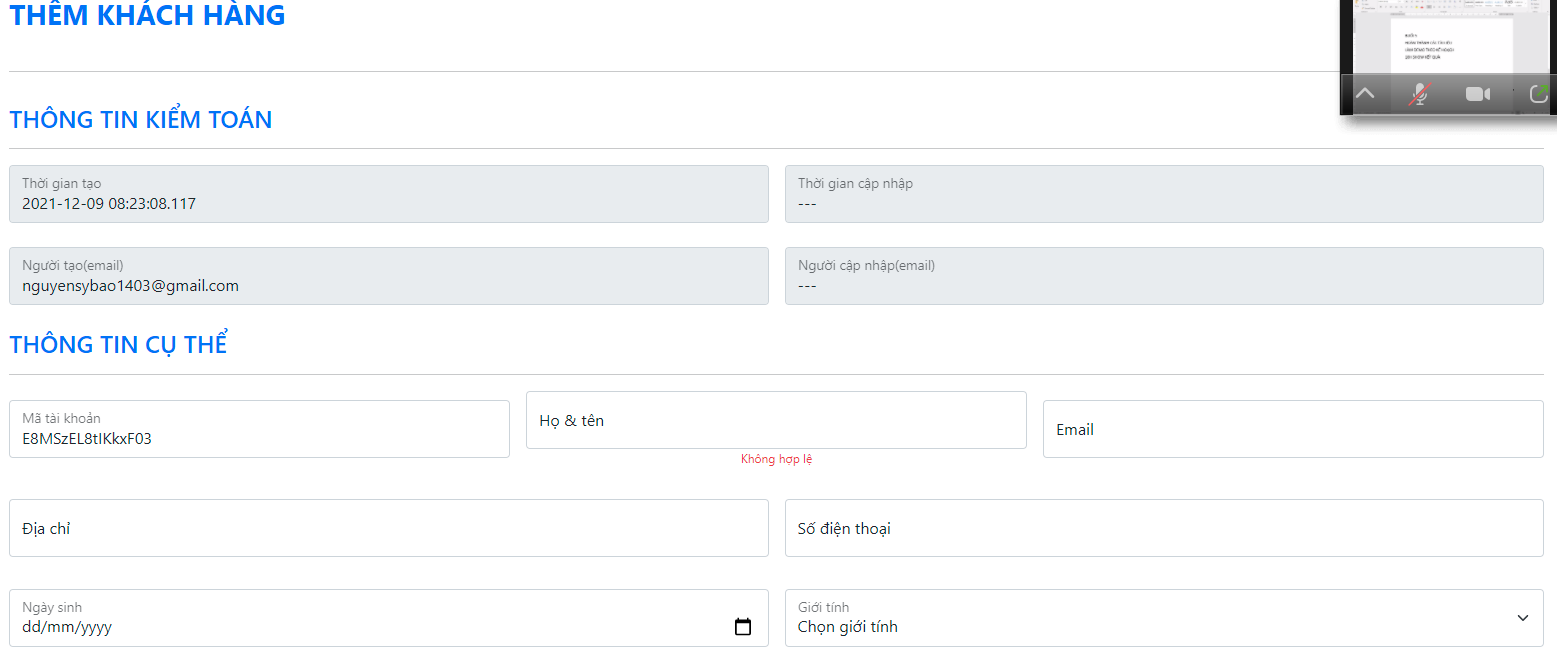 THÊM KHÁCH HÀNG
THÔNG TIN KIỂM TOÁN
Thời gian tạo
2021-12-09 08:23:08.117
Thời gian cập nhập
---
Người tạo(email)
nguyensybao1403@gmail.com
Người cập nhập(email)
---
THÔNG TIN CỤ THỂ
Mã tài khoản
E8MSzEL8tIKkxF03
Họ & tên
Không hợp lệ
Email
Địa chỉ
Số điện thoại
Ngày sinh
dd/mm/yyyy
Giới tính
Chọn giới tính